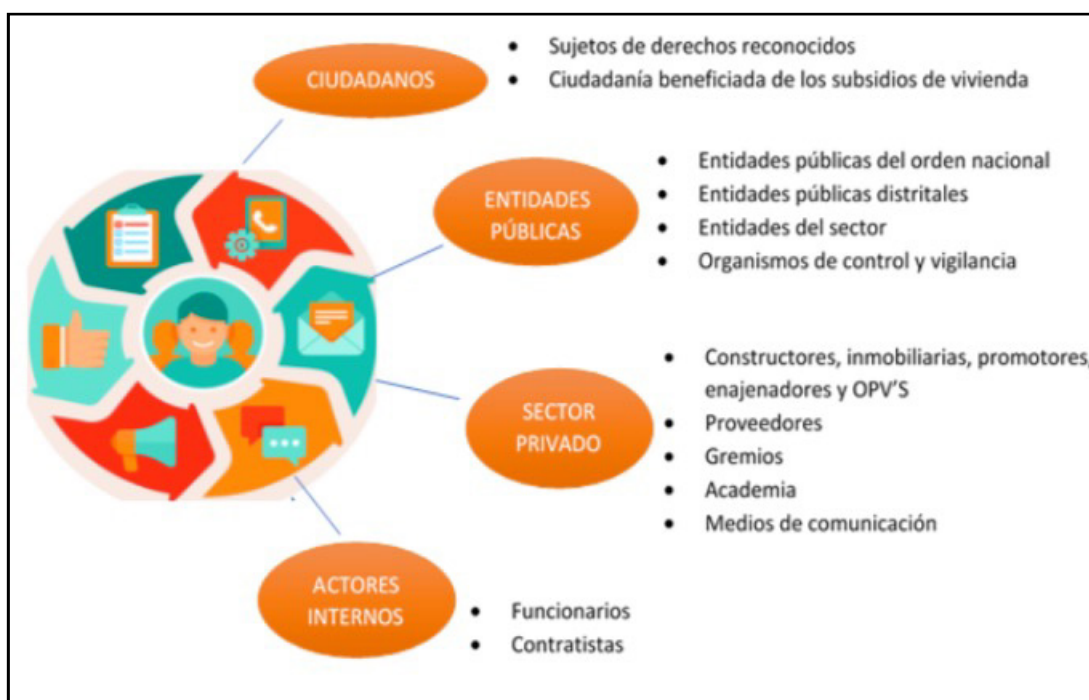 CIUDADANOS
• Sujetos de derechos reconocidos
• Ciudadanía beneficiada de los subsidios de vivienda
ENTIDADES
PÚBLICAS
• Entidades públicas del orden nacional
• Entidades públicas distritales
• Entidades del sector
• Organismos de control y vigilancia
SECTOR
PRIVADO
• Constructores, inmobiliarias, promotores,
enajenadores y OPV'S
• Proveedores
• Gremios
• Academia
• Medios de comunicación
ACTORES
INTERNOS
• Funcionarios
• Contratistas